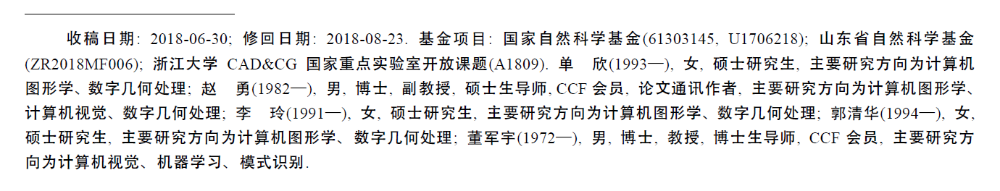 收稿日期: 2018-06-30; 修回日期: 2018-08-23. 基金项目: 国家自然科学基金(61303145, U1706218); 山东省自然科学基金
(ZR2018MF006); 浙江大学 CAD&CG 国家重点实验室开放课题(A1809). 单　欣(1993—), 女, 硕士研究生, 主要研究方向为计算机
图形学、数字几何处理; 赵　勇(1982—), 男, 博士, 副教授, 硕士生导师, CCF 会员, 论文通讯作者, 主要研究方向为计算机图形学、
计算机视觉、数字几何处理; 李　玲(1991—), 女, 硕士研究生, 主要研究方向为计算机图形学、数字几何处理; 郭清华(1994—), 女,
硕士研究生, 主要研究方向为计算机图形学、数字几何处理; 董军宇(1972—), 男, 博士, 教授, 博士生导师, CCF 会员, 主要研究方
向为计算机视觉、机器学习、模式识别.